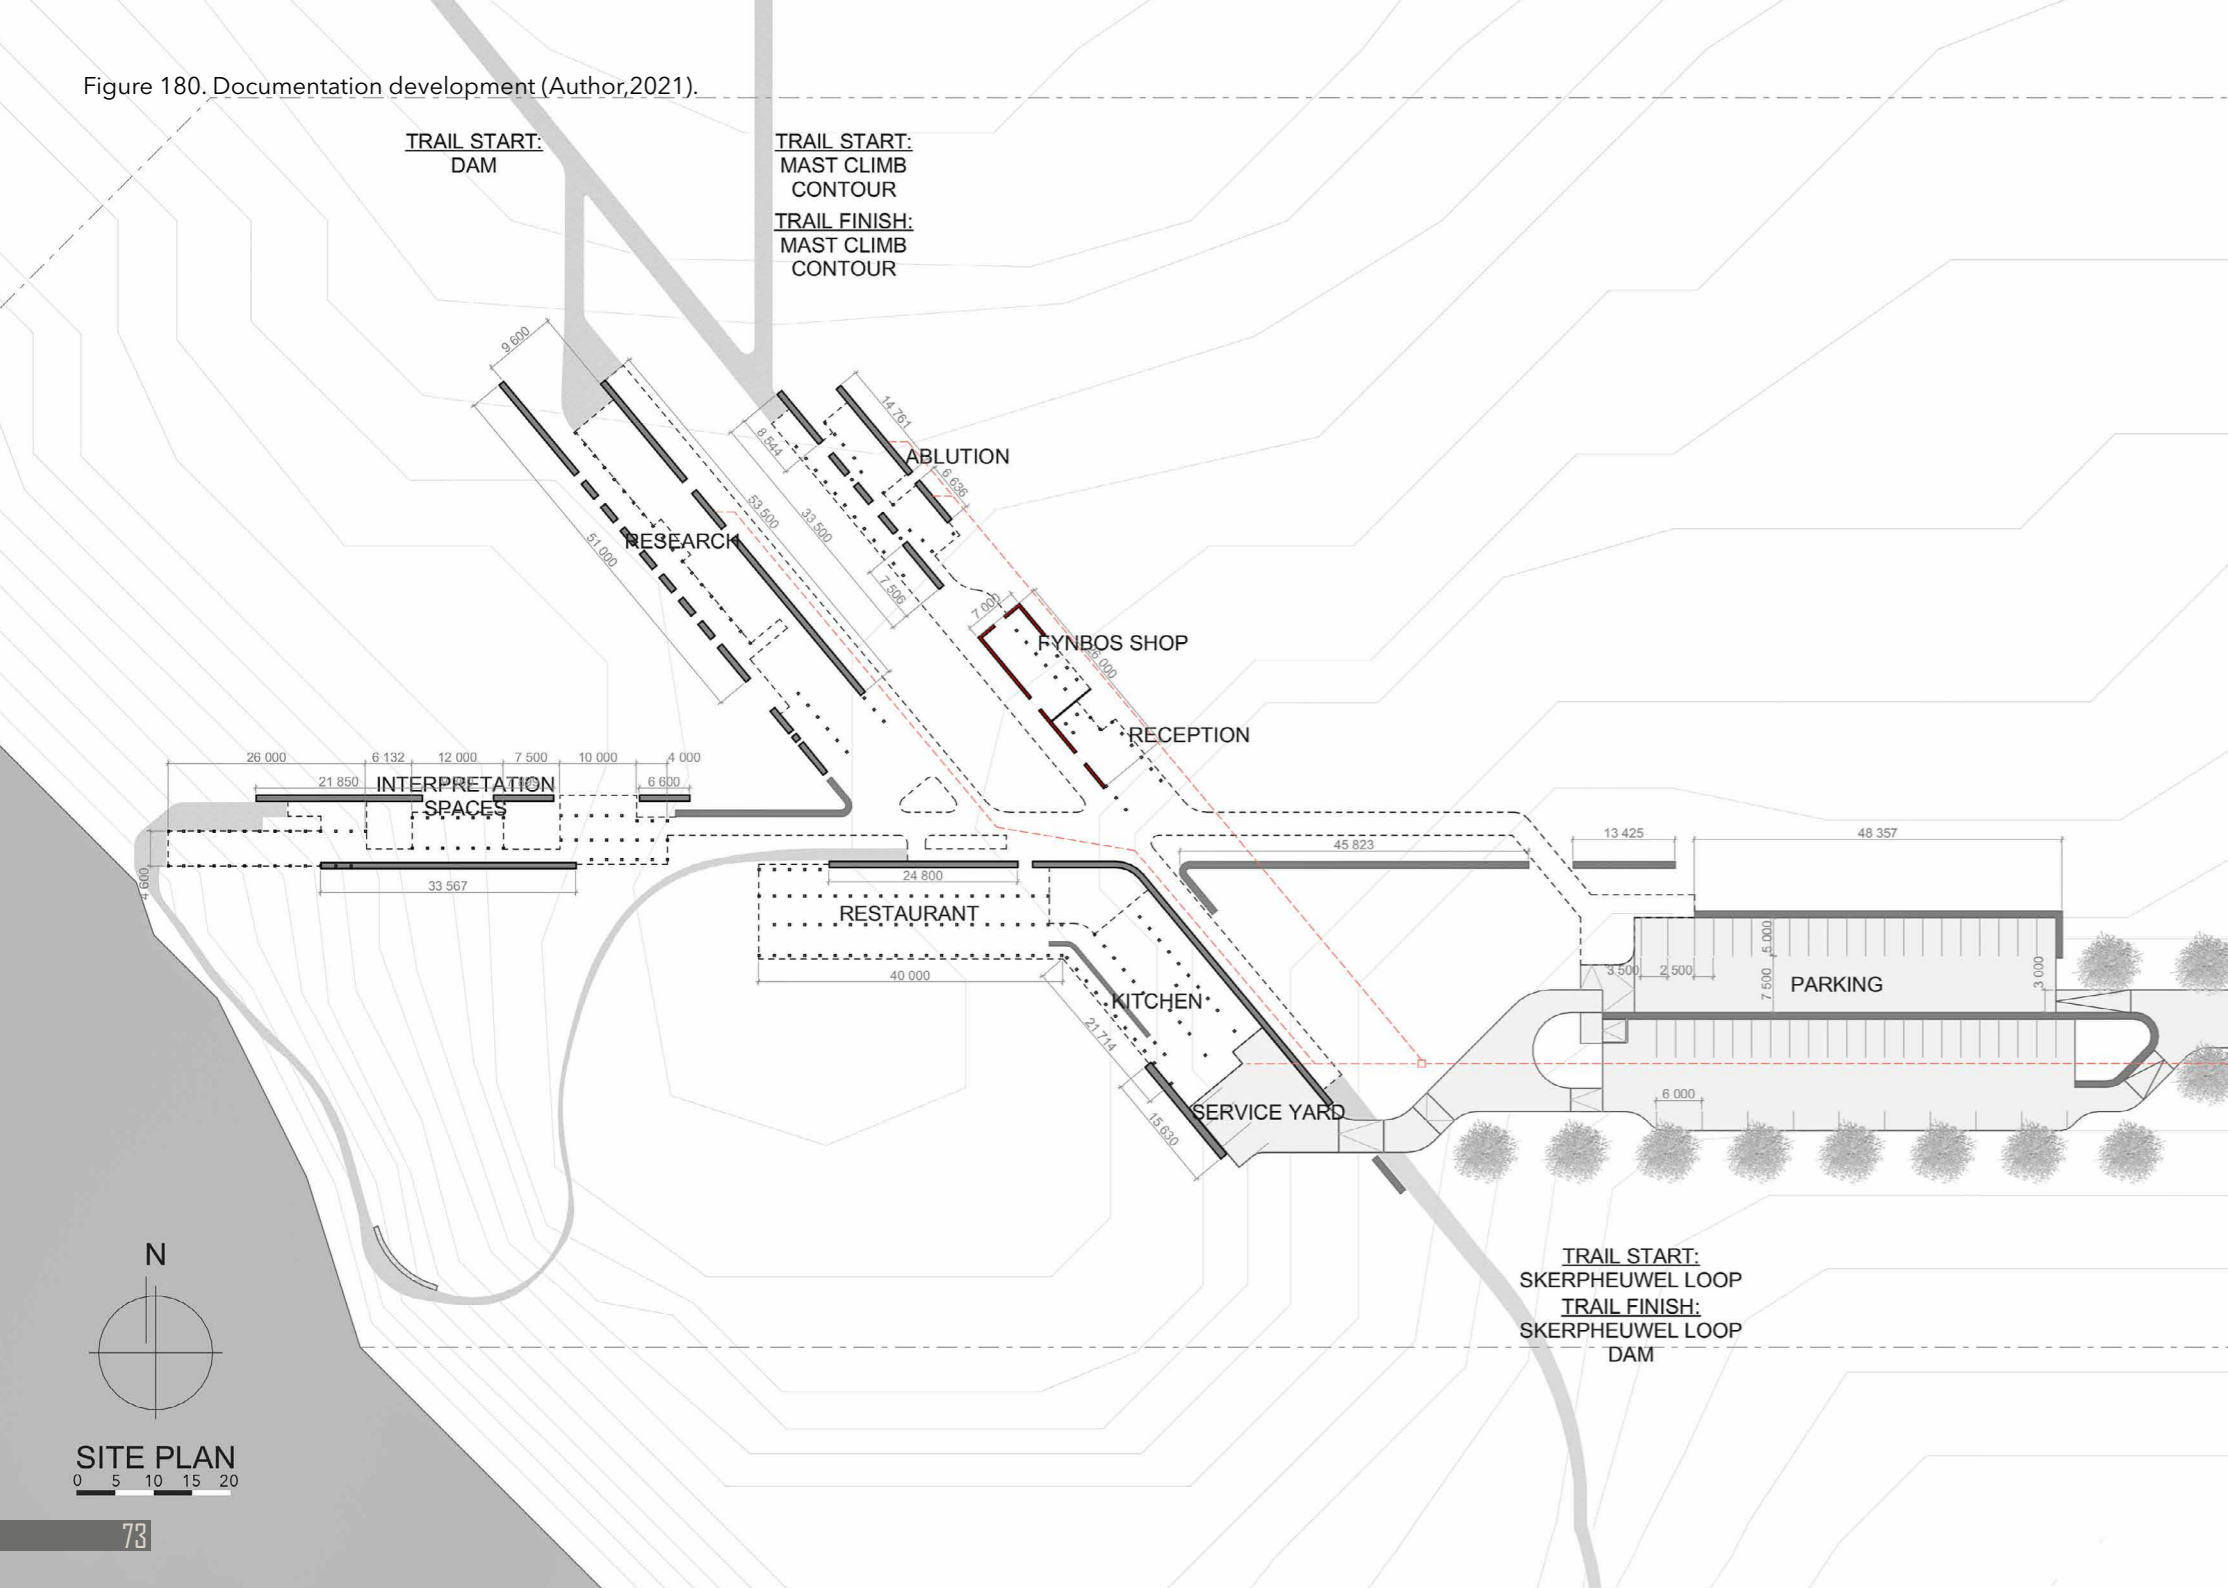 Figure 180. Documentation development (Author,2021).
TRAIL START:
DAM
TRAIL START:
MAST CLIMB
CONTOUR
TRAIL FINISH:
MAST CLIMB
CONTOUR
9 600
14 761
8 544
ABLUTION
6 636
53 500
33 500
RESEARCH
51 000
7 506
7 000
FYNBOS SHOP
RECEPTION
26 000
6 132
12 000
7 500
10 000
4 000
21 850
INTERPRETATION
SPACES
6 600
13 425
48 357
45 823
33 567
24 800
RESTAURANT
40 000
5 000
3 500
2 500
7 500
PARKING
3 000
KITCHEN
21 714
6 000
SERVICE YARD
15 630
N
TRAIL START:
SKERPHEUWEL LOOP
TRAIL FINISH:
SKERPHEUWEL LOOP
DAM
SITE PLAN
0 5 10 15 20
73